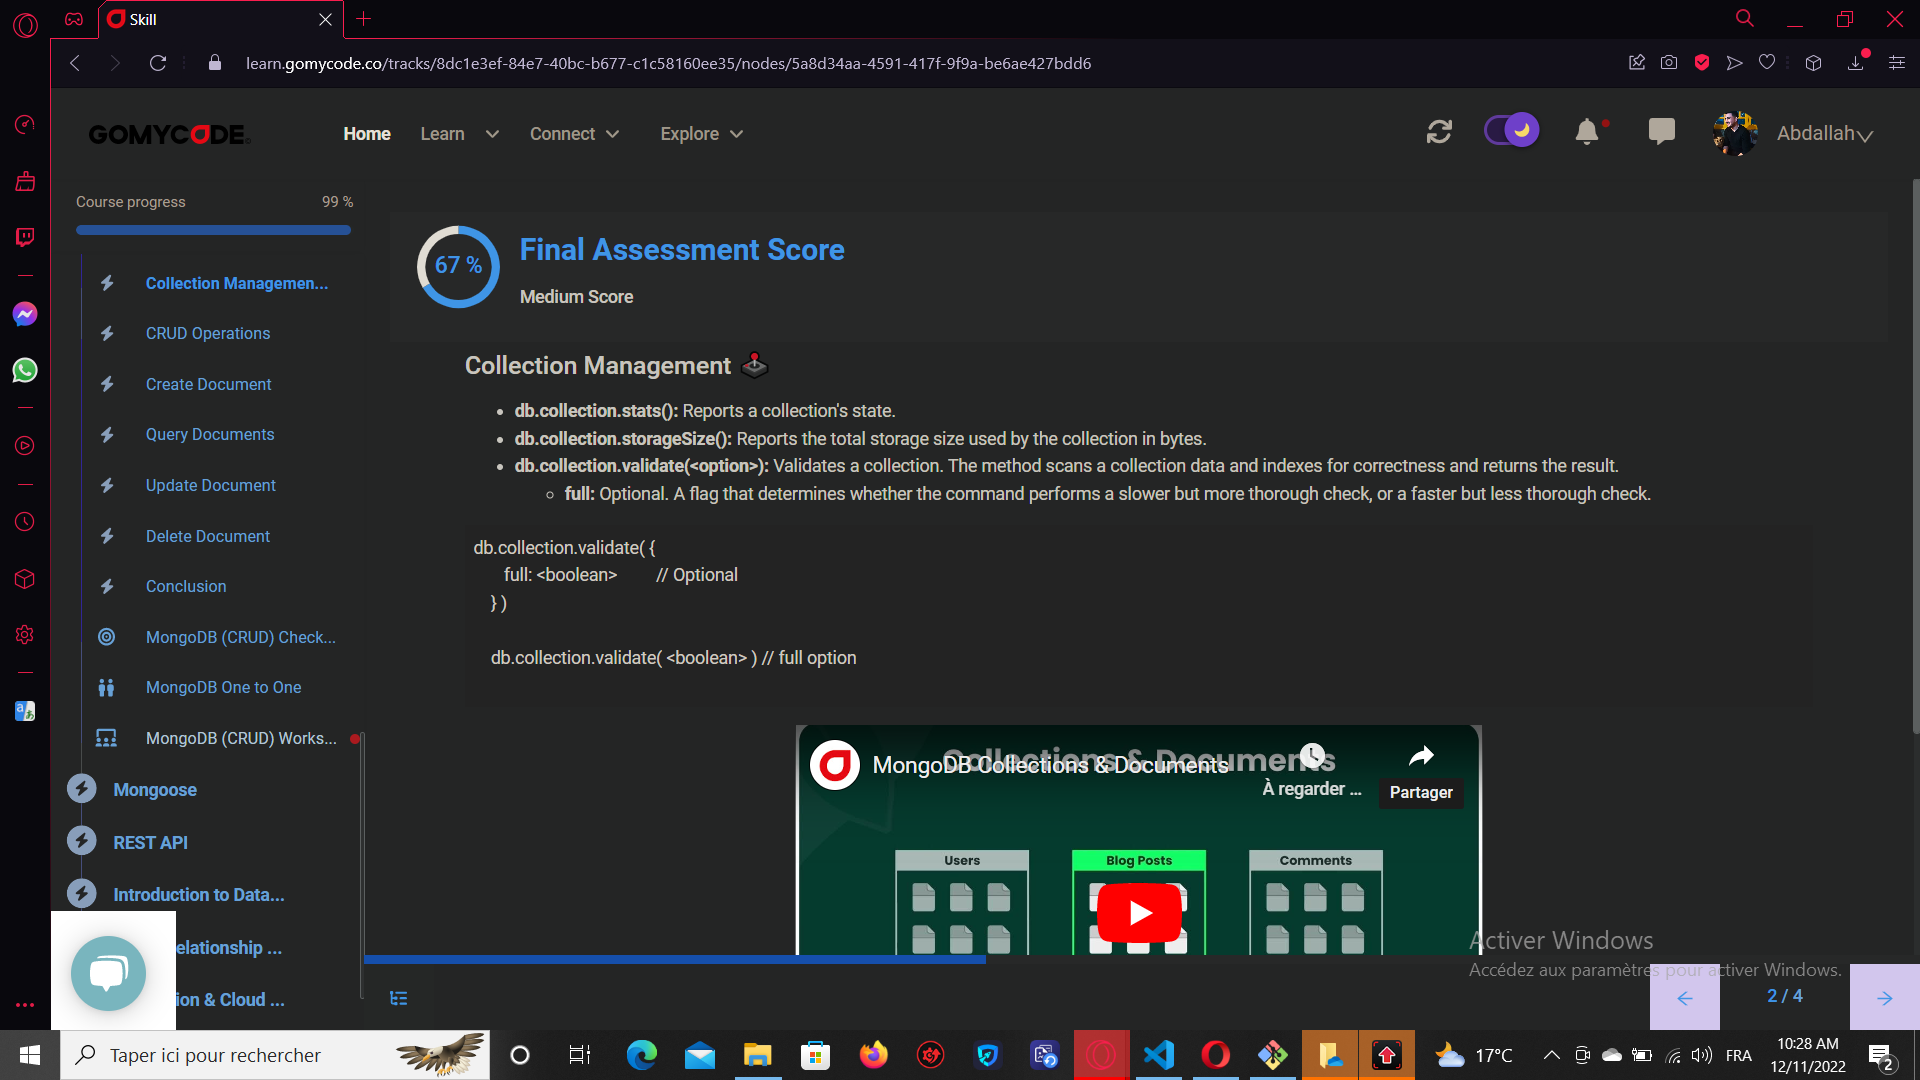 Skill
learn.gomycode.co/tracks/8dc1e3ef-84e7-40bc-b677-c1c58160ee35/nodes/5a8d34aa-4591-417f-9f9a-be6ae427bdd6
GOMYCODE
Home
Learn
Connect
Explore
Abdallah
Course progress
99 %
Collection Managemen...
CRUD Operations
Create Document
Query Documents
Update Document
Delete Document
Conclusion
MongoDB (CRUD) Check...
MongoDB One to One
MongoDB (CRUD) Works...
Mongoose
REST API
Introduction to Data...
elationship ...
ion & Cloud ...
67 %
Final Assessment Score
Medium Score
Collection Management
db.collection.stats(): Reports a collection's state.
db.collection.storageSize(): Reports the total storage size used by the collection in bytes.
db.collection.validate(<option>): Validates a collection. The method scans a collection data and indexes for correctness and returns the result.
full: Optional. A flag that determines whether the command performs a slower but more thorough check, or a faster but less thorough check.
db.collection.validate( {
full: <boolean> // Optional
} )
db.collection.validate( <boolean> ) // full option
Collections & Documents
MongoDB Collections & Documents
À regarder ...
Partager
Users
Blog Posts
Comments
Activer Windows
Accédez aux paramètres pour activer Windows.
2 / 4
Taper ici pour rechercher
17°C
FRA
10:28 AM
12/11/2022
2